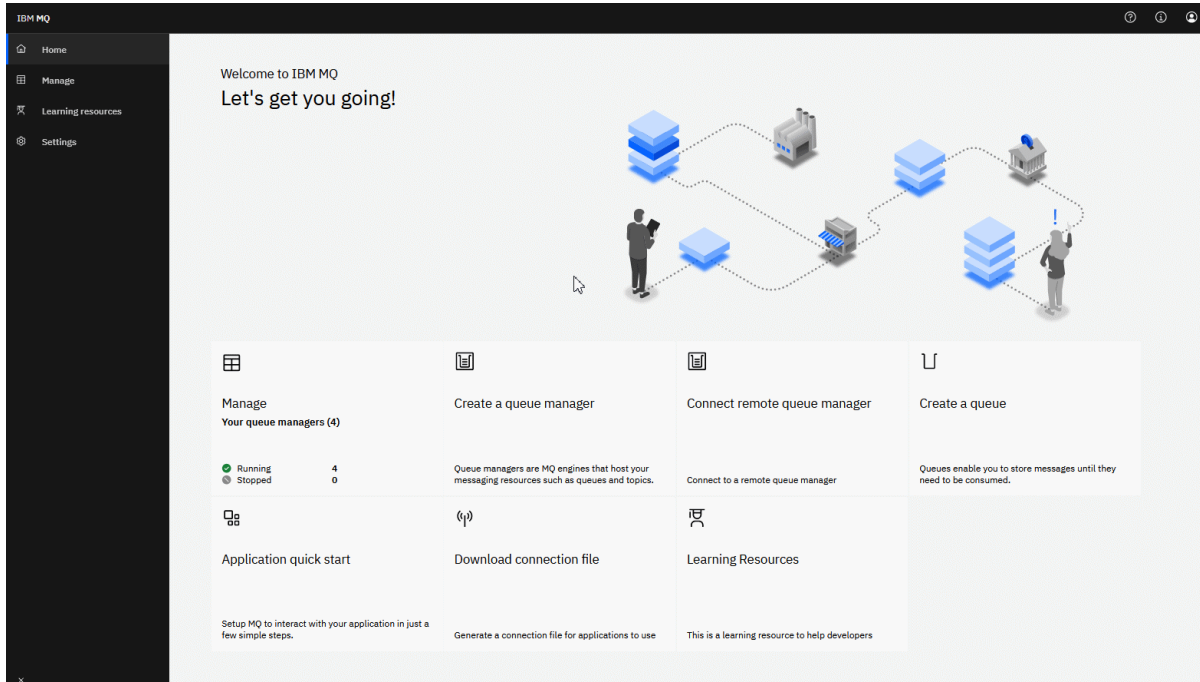 IBM MQ
Home
Manage
Learning resources
Settings
Welcome to IBM MQ
Let's get you going!
!
Manage
Your queue managers (4)
Running 4
Stopped 0
Create a queue manager
Queue managers are MQ engines that host your
messaging resources such as queues and topics.
Connect remote queue manager
Connect to a remote queue manager
Create a queue
Queues enable you to store messages until they
need to be consumed.
Application quick start
Setup MQ to interact with your application in just a
few simple steps.
Download connection file
Generate a connection file for applications to use
Learning Resources
This is a learning resource to help developers